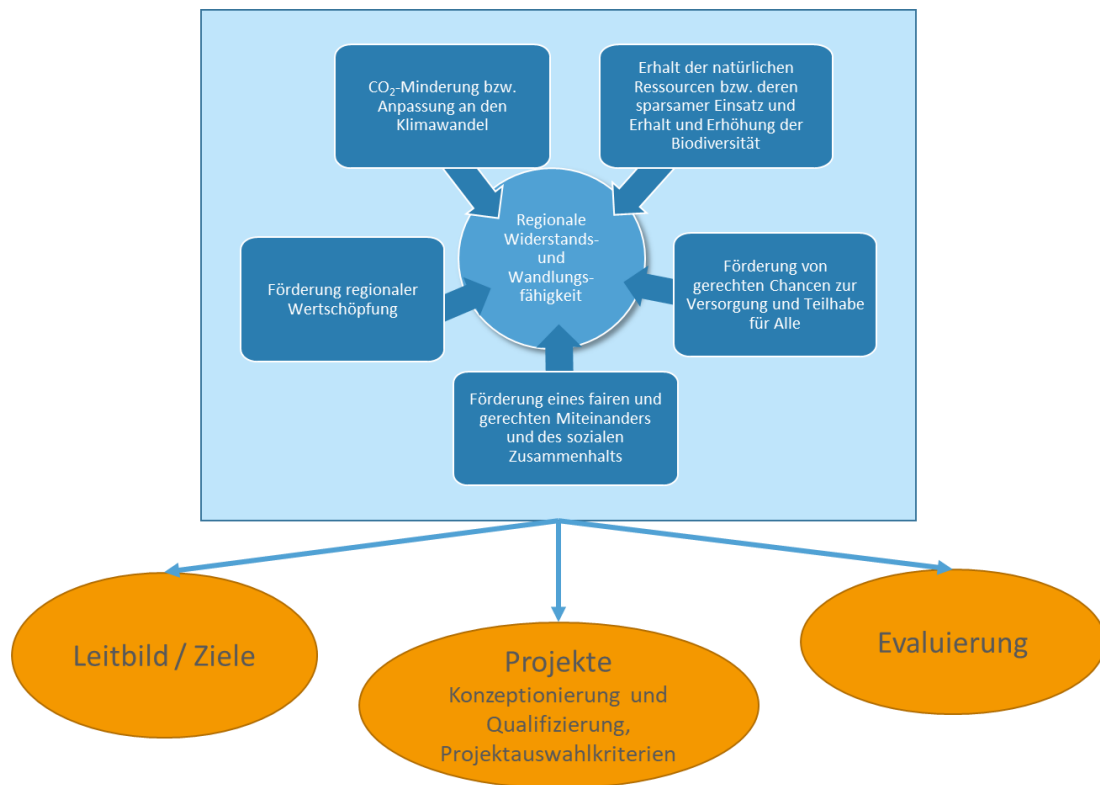 CO₂-Minderung bzw.
Anpassung an den
Klimawandel
Erhalt der natürlichen
Ressourcen bzw. deren
sparsamer Einsatz und
Erhalt und Erhöhung der
Biodiversität
Regionale
Widerstands-
und
Wandlungs-
fähigkeit
Förderung regionaler
Wertschöpfung
Förderung von
gerechten Chancen zur
Versorgung und Teilhabe
für Alle
Förderung eines fairen und
gerechten Miteinanders
und des sozialen
Zusammenhalts
Leitbild / Ziele
Projekte
Konzeptionierung und
Qualifizierung,
Projektauswahlkriterien
Evaluierung